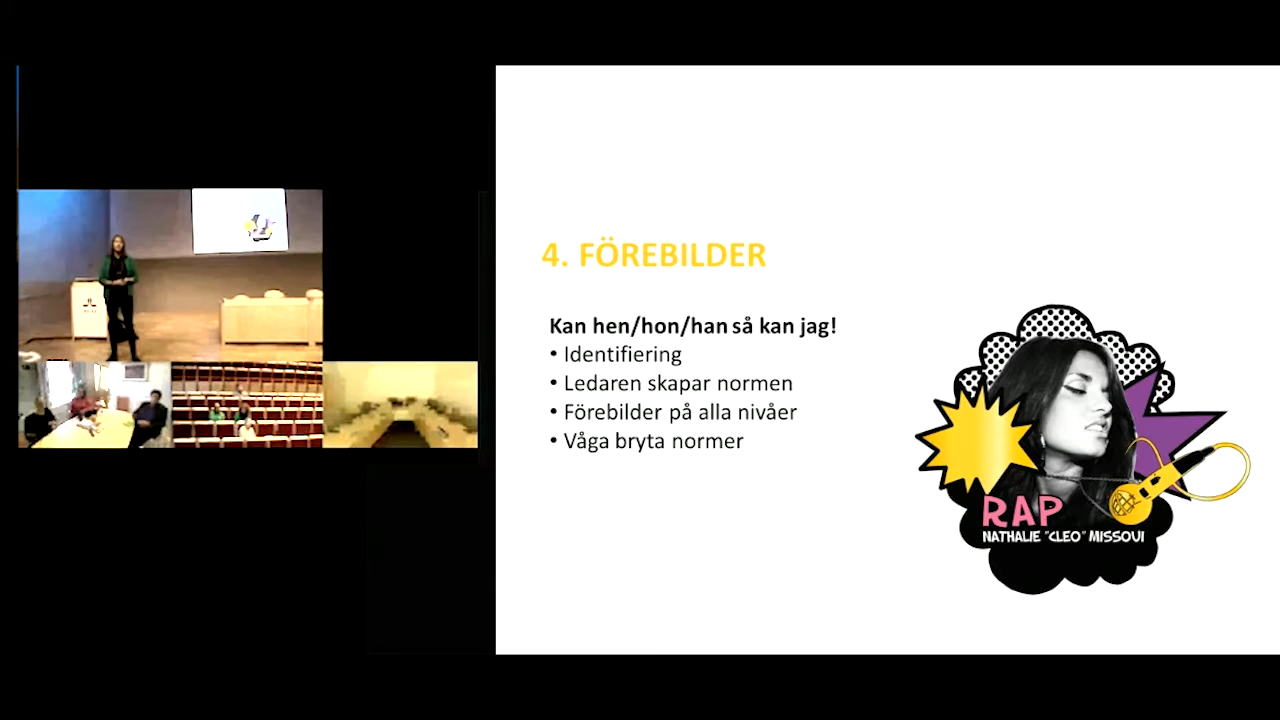 4. FÖREBILDER
Kan hen/hon/han så kan jag!
• Identifiering
• Ledaren skapar normen
• Förebilder på alla nivåer
• Våga bryta normer
RAP
NATHALIE "CLEO" MISSOUI